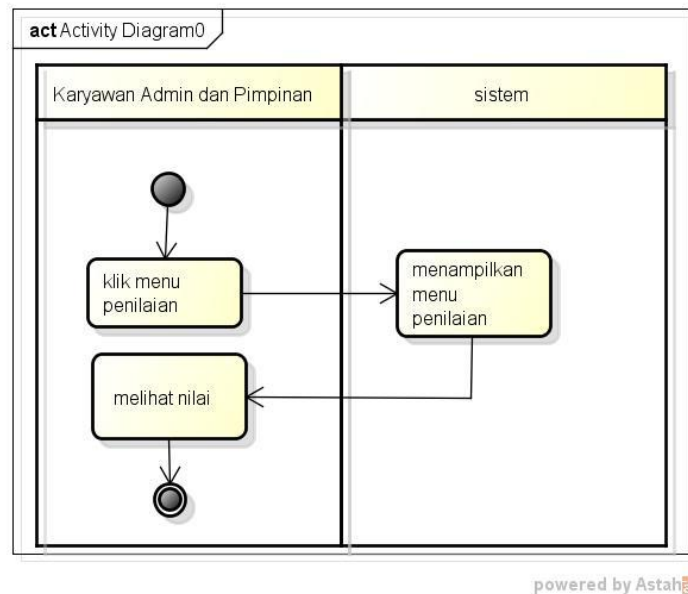 act Activity Diagram0
Karyawan Admin dan Pimpinan
sistem
klik menu
penilaian
menampilkan
menu
penilaian
melihat nilai
powered by Astah